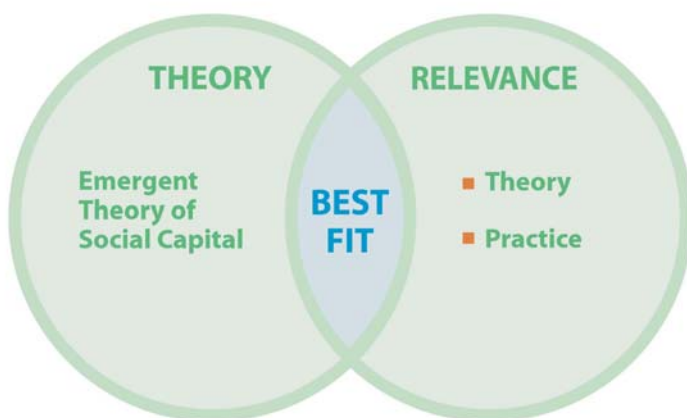 THEORY
Emergent
Theory of
Social Capital
BEST
FIT
RELEVANCE
Theory
Practice